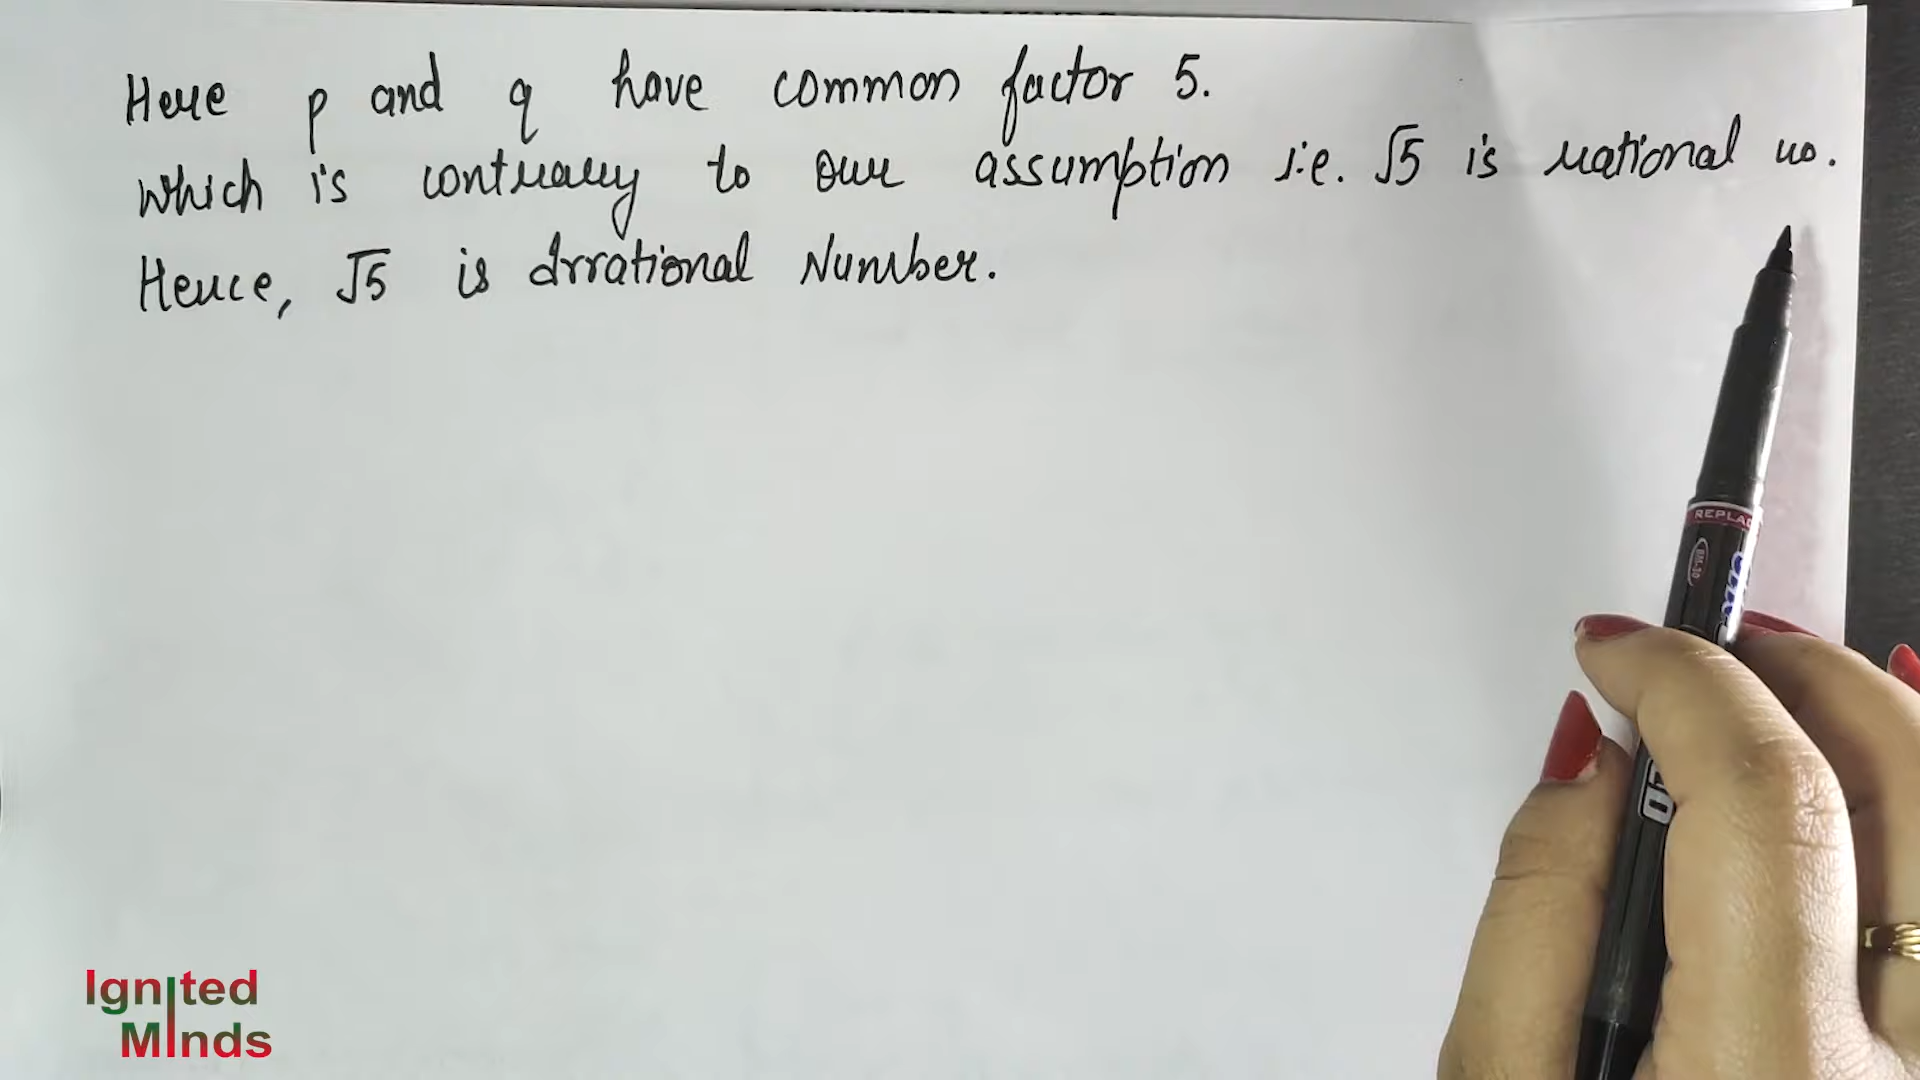 Here p and q have common factor 5.
which is contrary to our assumption i.e. √5 is rational no.
Hence, √5 is Irrational Number.
REPLAC
Ignited
Minds